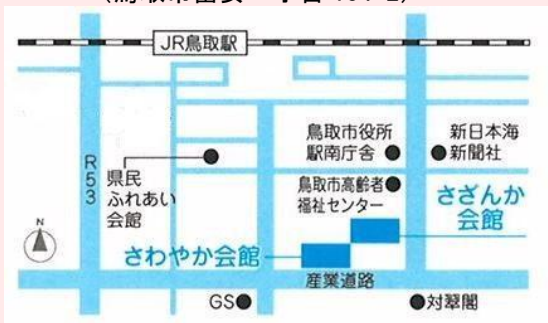 JR鳥取駅
鳥取市役所
駅南庁舎
新日本海
新聞社
R53
県民
ふれあい
会館
鳥取市高齢者
福祉センター
さざんか
会館
N
さわやか会館
産業道路
GS
対翠閣